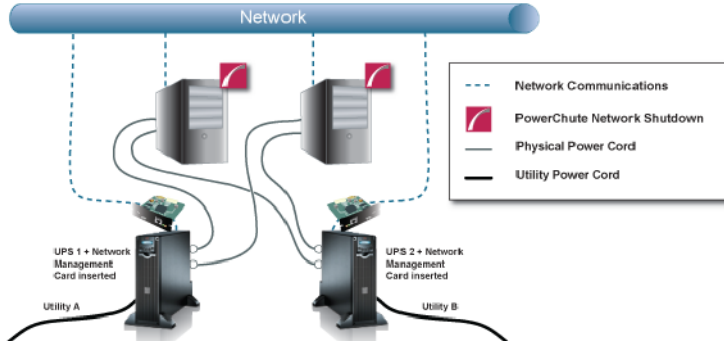 Network
Network Communications
PowerChute Network Shutdown
Physical Power Cord
Utility Power Cord
UPS 1 + Network
Management
Card inserted
UPS 2 + Network
Management
Card inserted
Utility A
Utility B